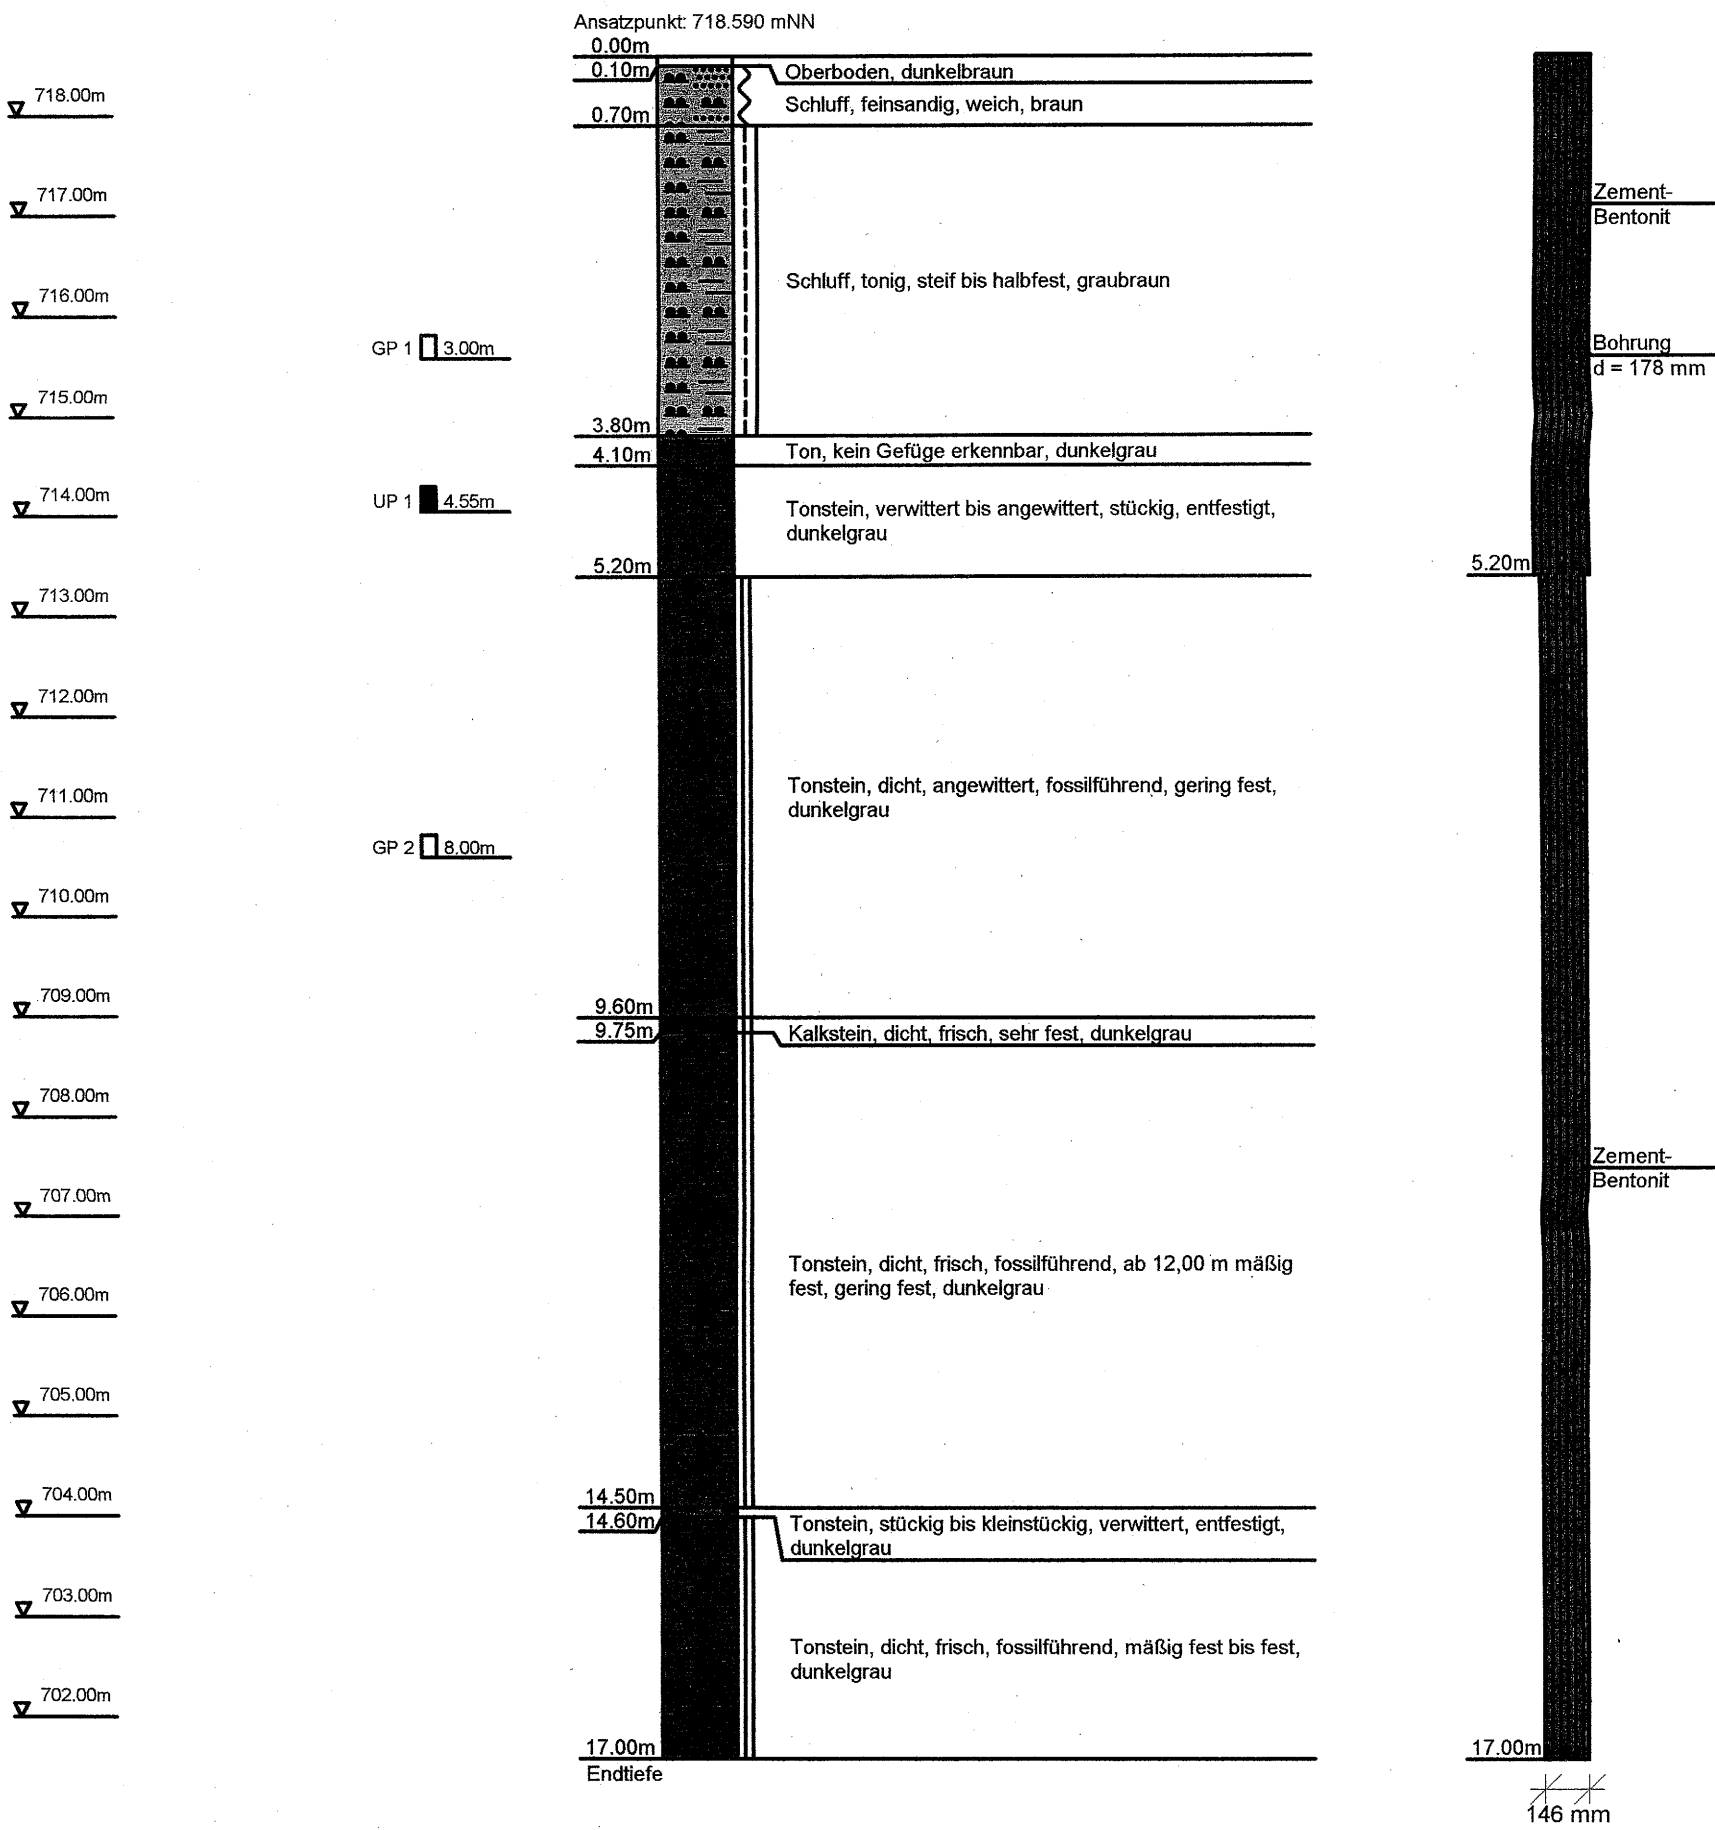 Ansatzpunkt: 718.590 mNN
0.00m
0.10m
Oberboden, dunkelbraun
718.00m
Schluff, feinsandig, weich, braun
0.70m
717.00m
Zement-
Bentonit
Schluff, tonig, steif bis halbfest, graubraun
716.00m
GP 1 3.00m
Bohrung
d = 178 mm
715.00m
3.80m
Ton, kein Gefüge erkennbar, dunkelgrau
4.10m
714.00m
UP 1 4.55m
Tonstein, verwittert bis angewittert, stückig, entfestigt,
dunkelgrau
5.20m
5.20m
713.00m
712.00m
711.00m
Tonstein, dicht, angewittert, fossilführend, gering fest,
dunkelgrau
GP 2 8.00m
710.00m
709.00m
9.60m
9.75m
Kalkstein, dicht, frisch, sehr fest, dunkelgrau
708.00m
Zement-
Bentonit
707.00m
Tonstein, dicht, frisch, fossilführend, ab 12,00 m mäßig
fest, gering fest, dunkelgrau
706.00m
705.00m
704.00m
14.50m
14.60m
Tonstein, stückig bis kleinstückig, verwittert, entfestigt,
dunkelgrau
703.00m
Tonstein, dicht, frisch, fossilführend, mäßig fest bis fest,
dunkelgrau
702.00m
17.00m
Endtiefe
17.00m
146 mm